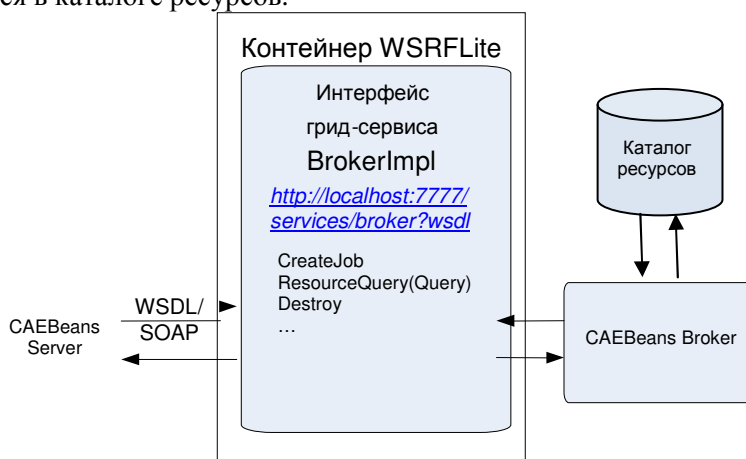 ся в каталоге ресурсов.
Контейнер WSRFLite
Интерфейс
грид-сервиса
BrokerImpl
http://localhost:7777/
services/broker?wsdl
CreateJob
ResourceQuery(Query)
Destroy
…
WSDL/
SOAP
CAEBeans
Server
Каталог
ресурсов
CAEBeans Broker